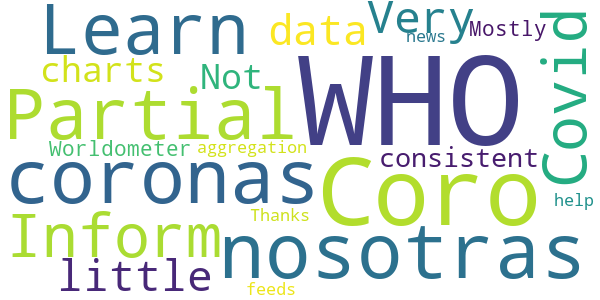 Learn
data
Very
news
Mostly
charts
Not
WHO
Covid
Partial
Worldometer
aggregation
consistent
coronas
Coro
help
Inform
Thanks
nosotras
little
feeds